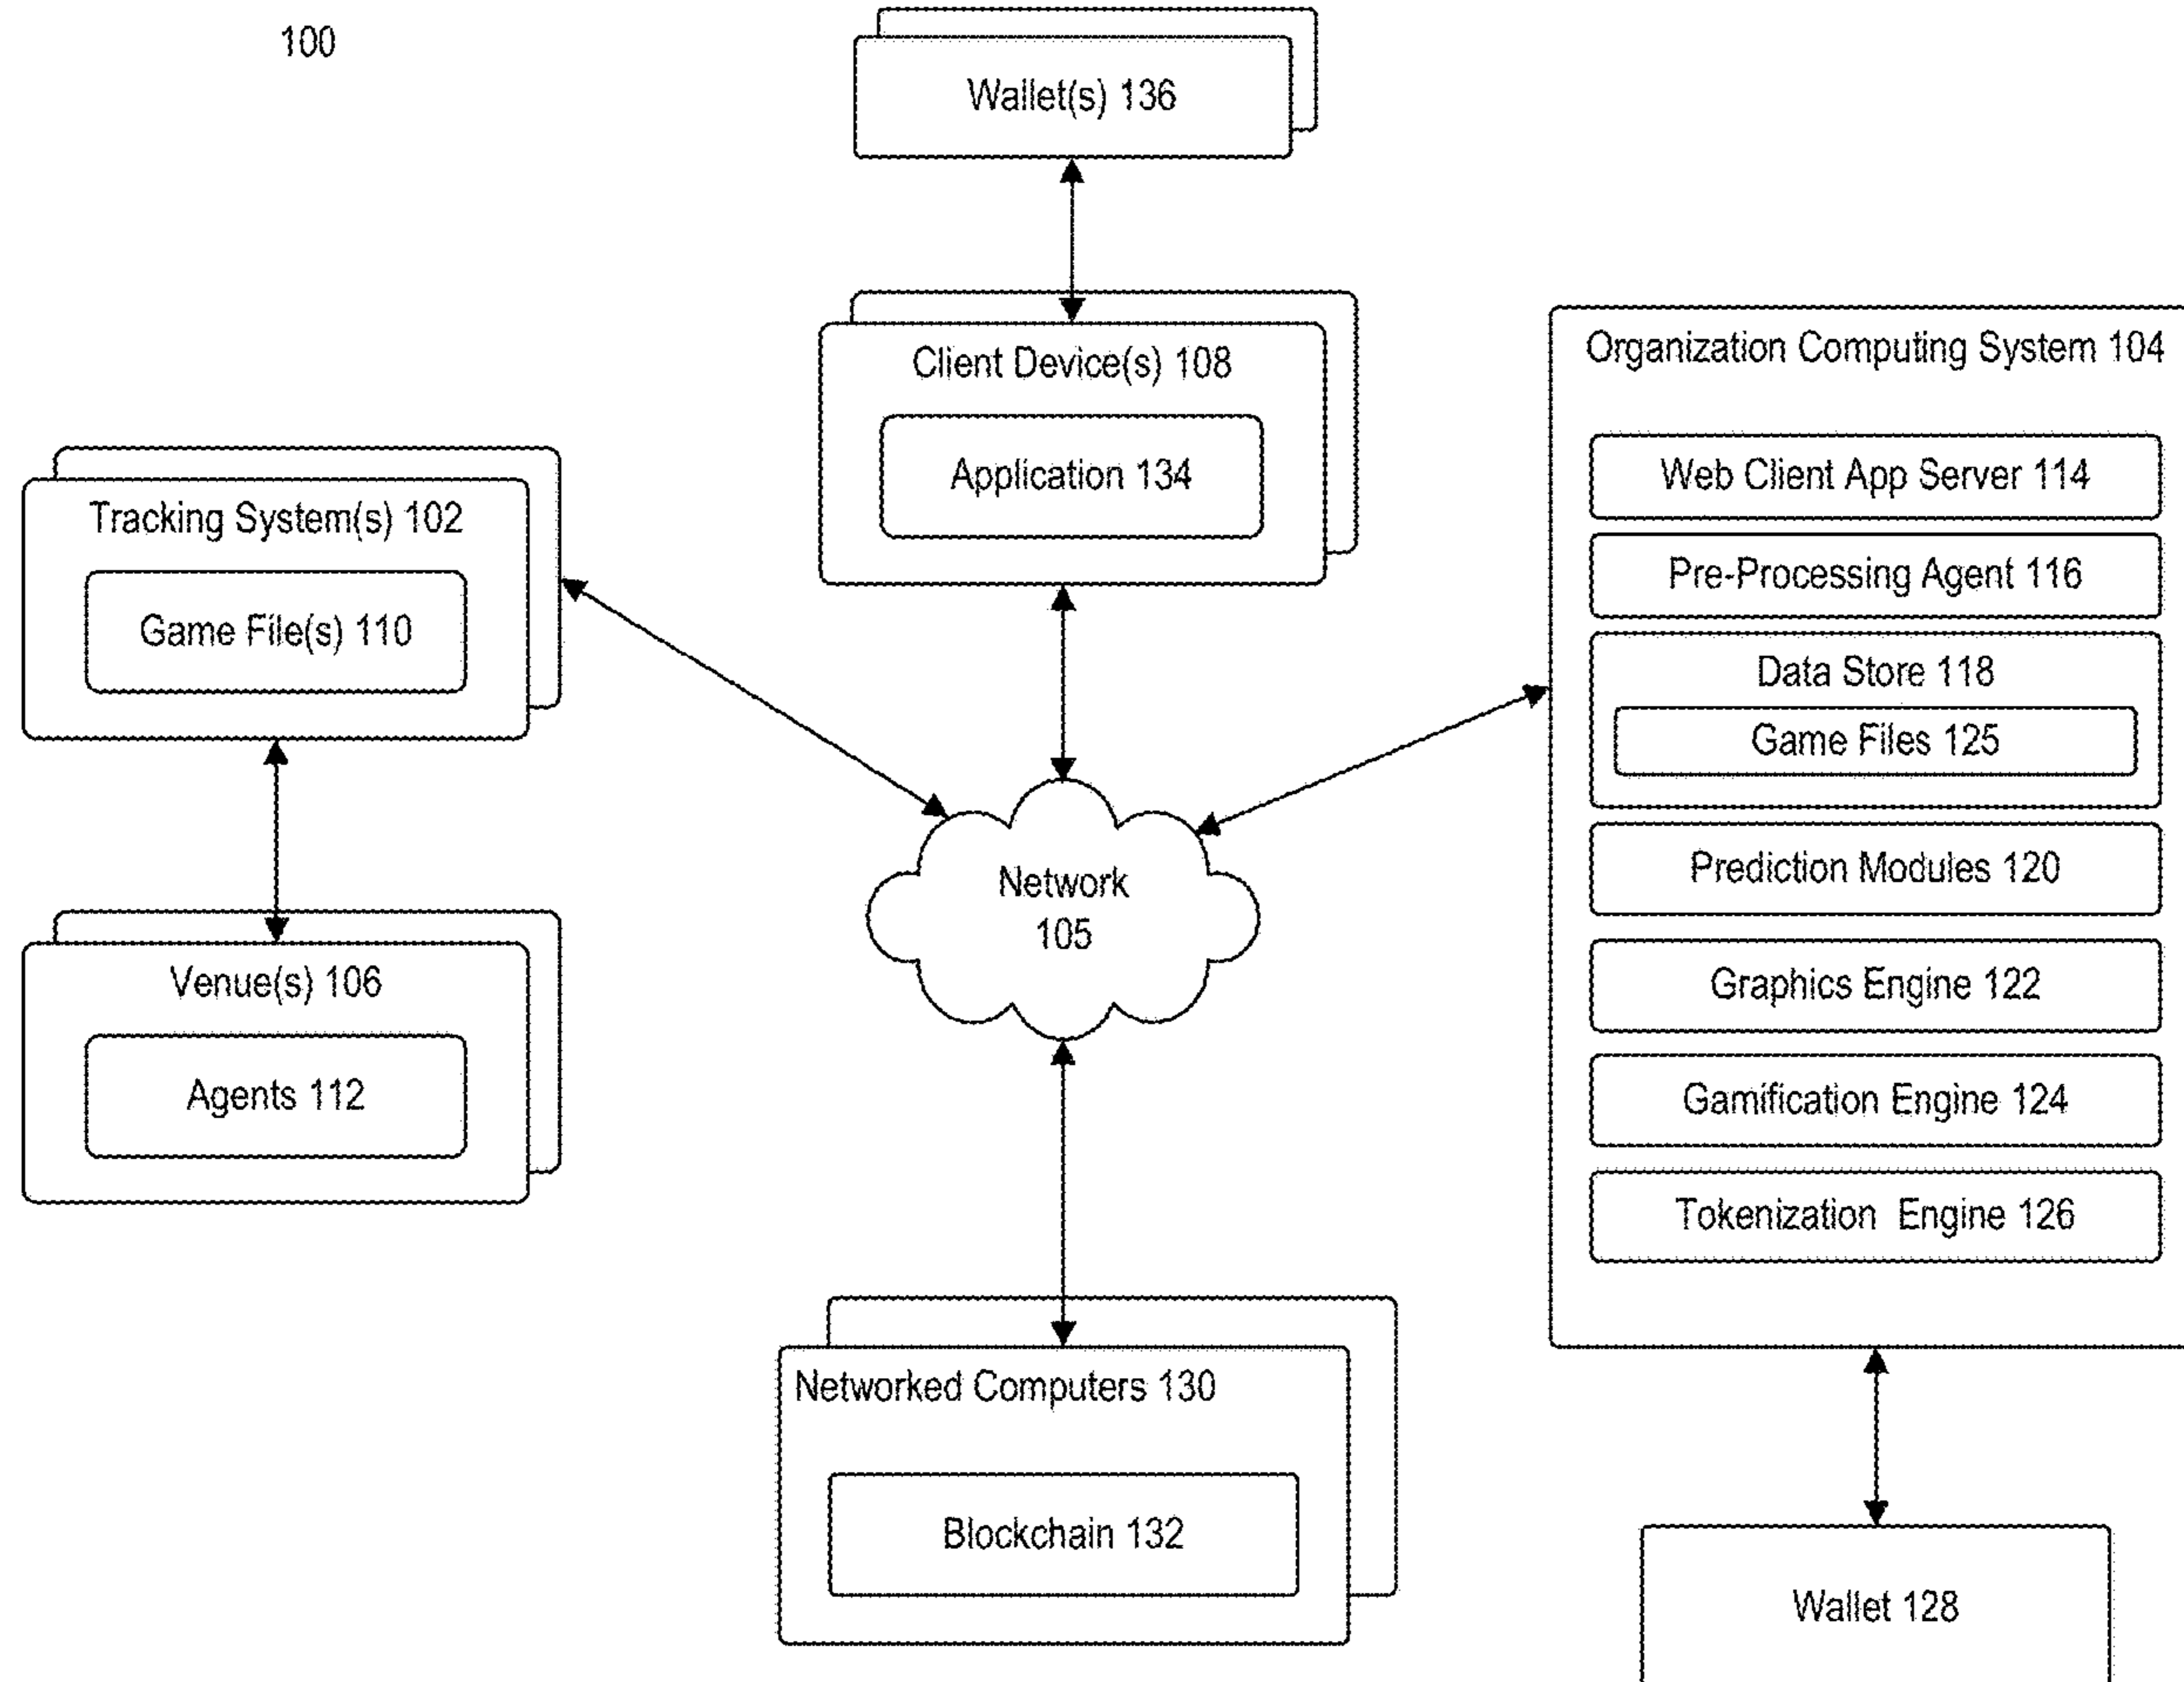 100
Wallet(s) 136
Client Device(s) 108
Application 134
Tracking System(s) 102
Game File(s) 110
Venue(s) 106
Agents 112
Network
105
Networked Computers 130
Blockchain 132
Organization Computing System 104
Web Client App Server 114
Pre-Processing Agent 116
Data Store 118
Game Files 125
Prediction Modules 120
Graphics Engine 122
Gamification Engine 124
Tokenization Engine 126
Wallet 128